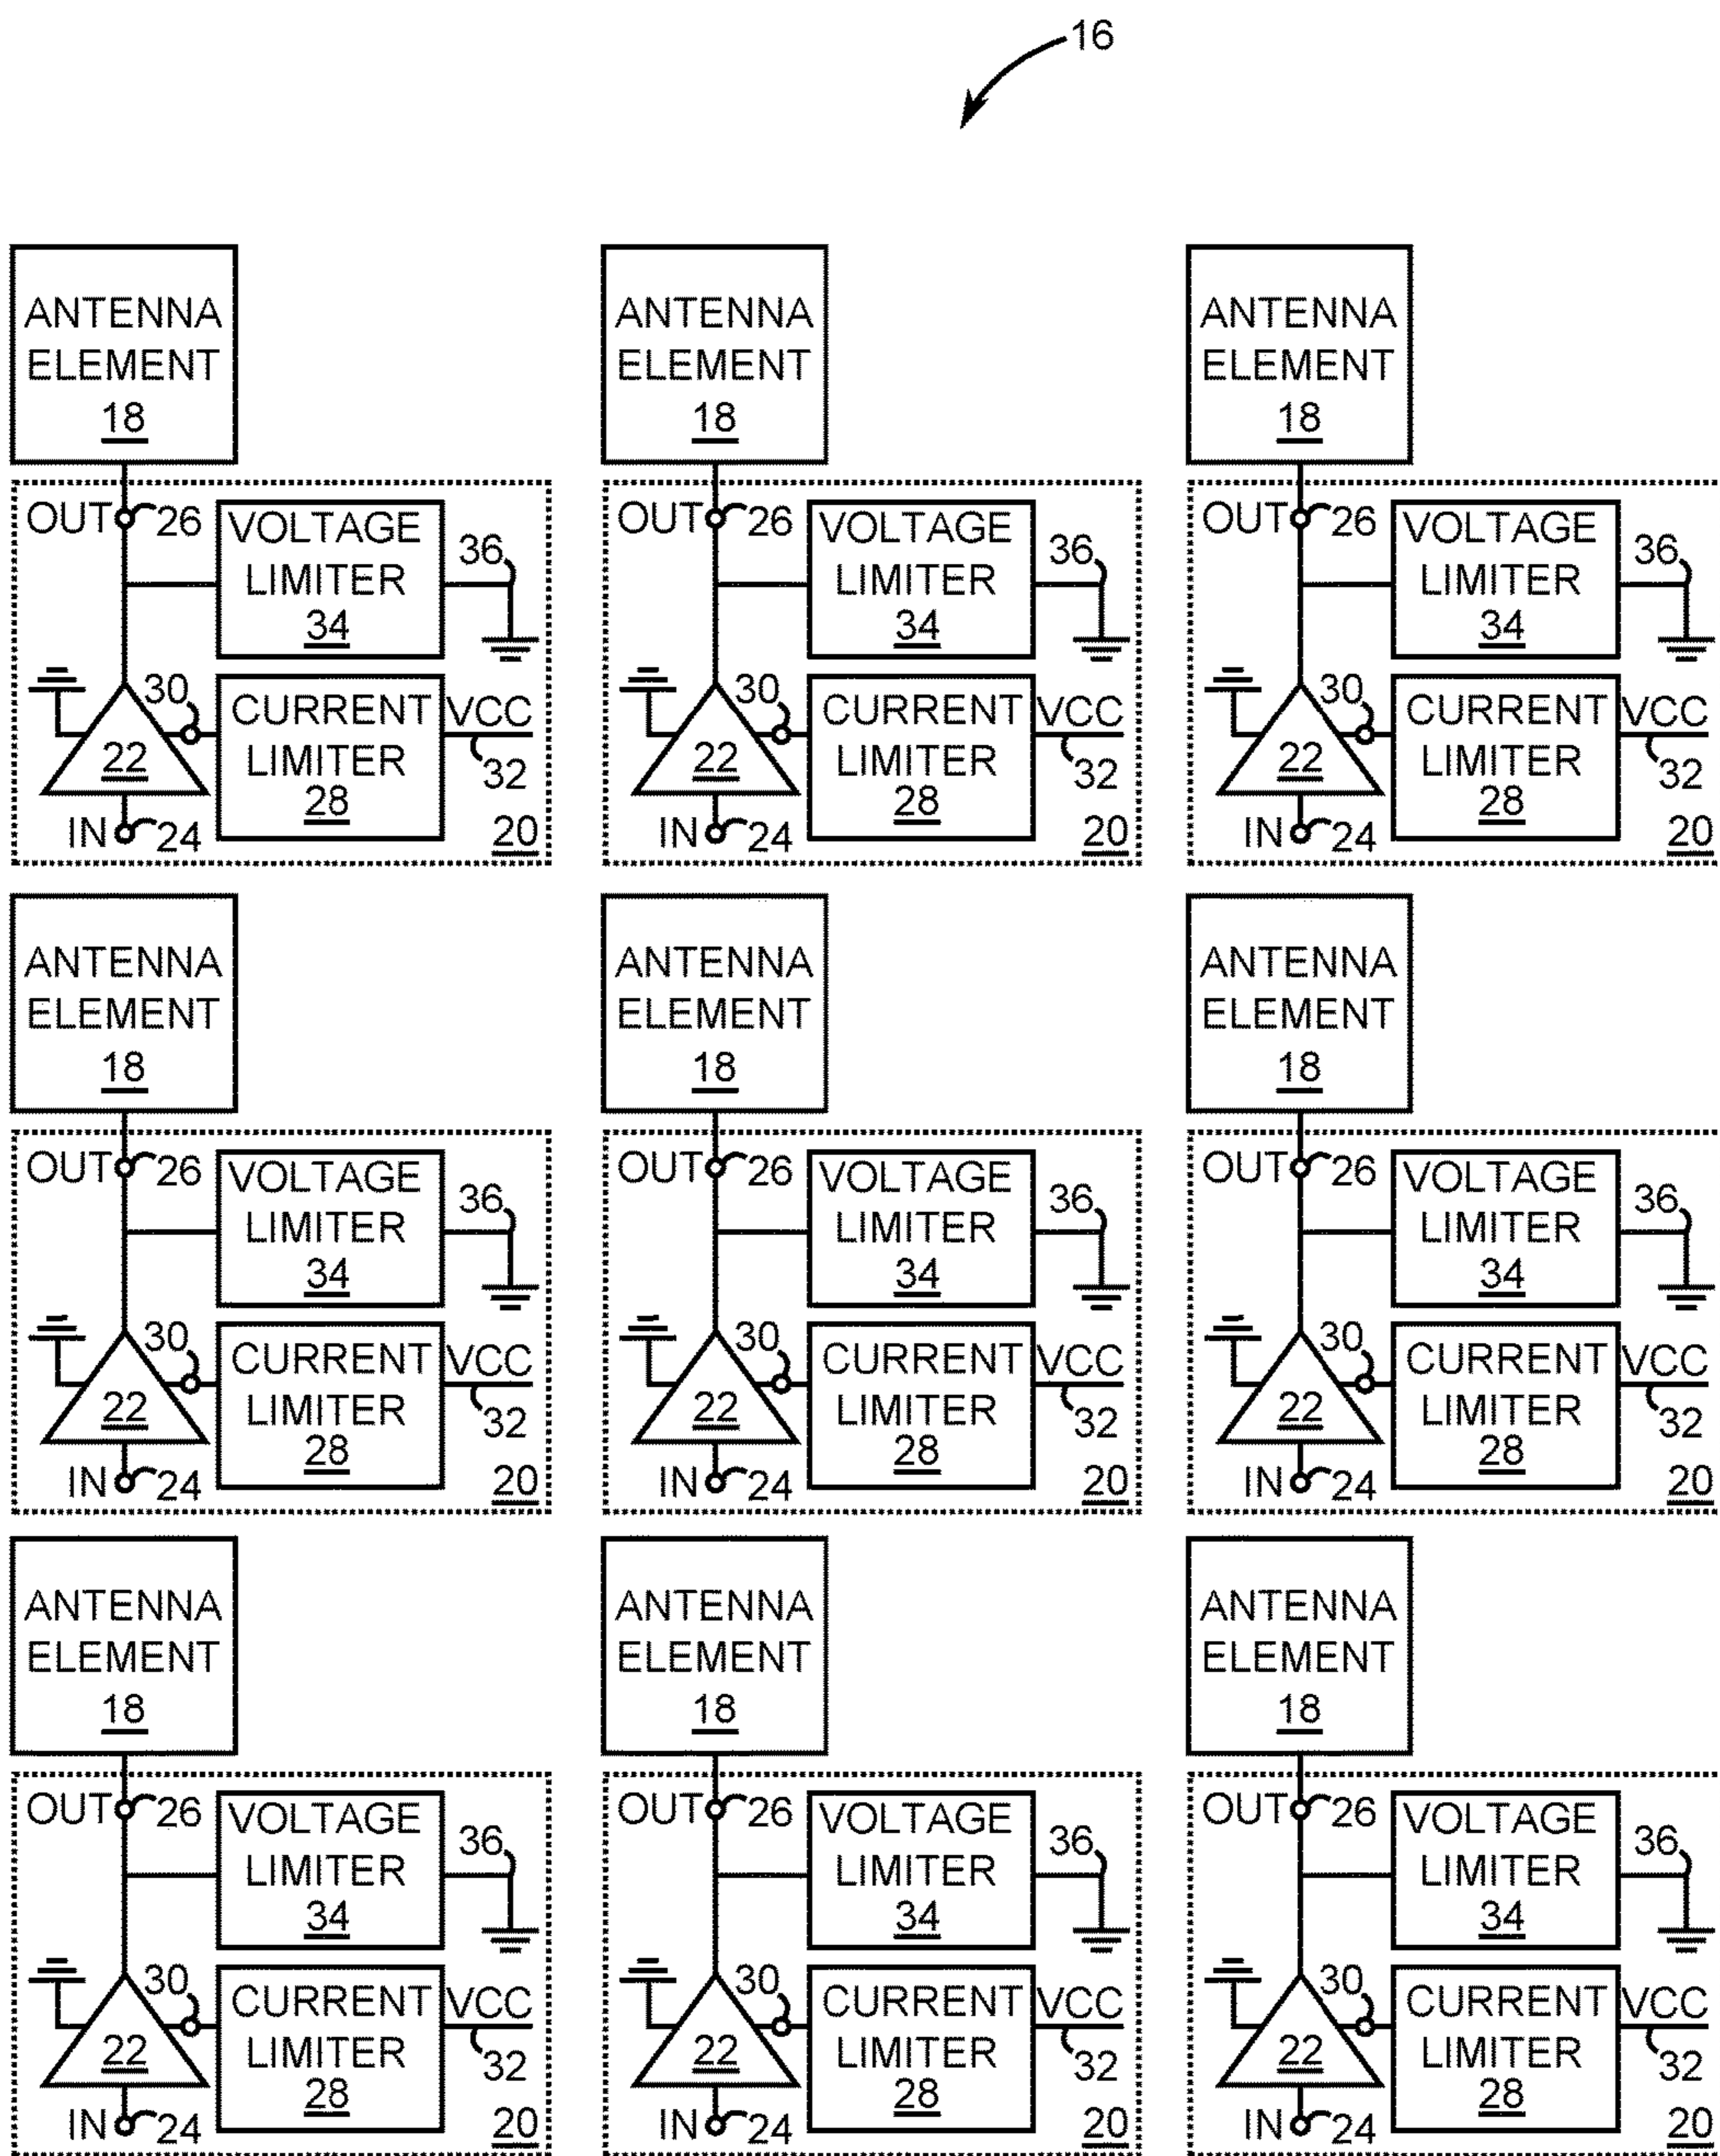 16
ANTENNA ANTENNA ANTENNA
ELEMENT ELEMENT ELEMENT
18 18 18
OUT 26 VOLTAGE 36 OUT 26 VOLTAGE 36 OUT 26 VOLTAGE 36
LIMITER LIMITER LIMITER
34 34 34
30 CURRENT VCC 30 CURRENT VCC 30 CURRENT VCC
22 LIMITER 32 22 LIMITER 32 22 LIMITER 32
28 28 28
IN 24 20 IN 24 20 IN 24 20
ANTENNA ANTENNA ANTENNA
ELEMENT ELEMENT ELEMENT
18 18 18
OUT 26 VOLTAGE 36 OUT 26 VOLTAGE 36 OUT 26 VOLTAGE 36
LIMITER LIMITER LIMITER
34 34 34
30 CURRENT VCC 30 CURRENT VCC 30 CURRENT VCC
22 LIMITER 32 22 LIMITER 32 22 LIMITER 32
28 28 28
IN 24 20 IN 24 20 IN 24 20
ANTENNA ANTENNA ANTENNA
ELEMENT ELEMENT ELEMENT
18 18 18
OUT 26 VOLTAGE 36 OUT 26 VOLTAGE 36 OUT 26 VOLTAGE 36
LIMITER LIMITER LIMITER
34 34 34
30 CURRENT VCC 30 CURRENT VCC 30 CURRENT VCC
22 LIMITER 32 22 LIMITER 32 22 LIMITER 32
28 28 28
IN 24 20 IN 24 20 IN 24 20